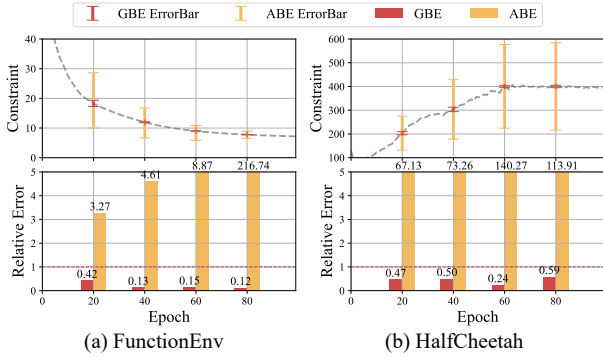 GBE ErrorBar ABE ErrorBar GBE ABE
Constraint
40
30
20
10
0
Relative Error
5
4
3
2
1
0
3.27 4.61 8.87 216.74
0.42 0.13 0.15 0.12
0 20 40 60 80
Epoch
(a) FunctionEnv
Constraint
500
400
300
200
100
Relative Error
5
4
3
2
1
0
67.13 73.26 140.27 113.91
0.47 0.50 0.24 0.59
0 20 40 60 80
Epoch
(b) HalfCheetah